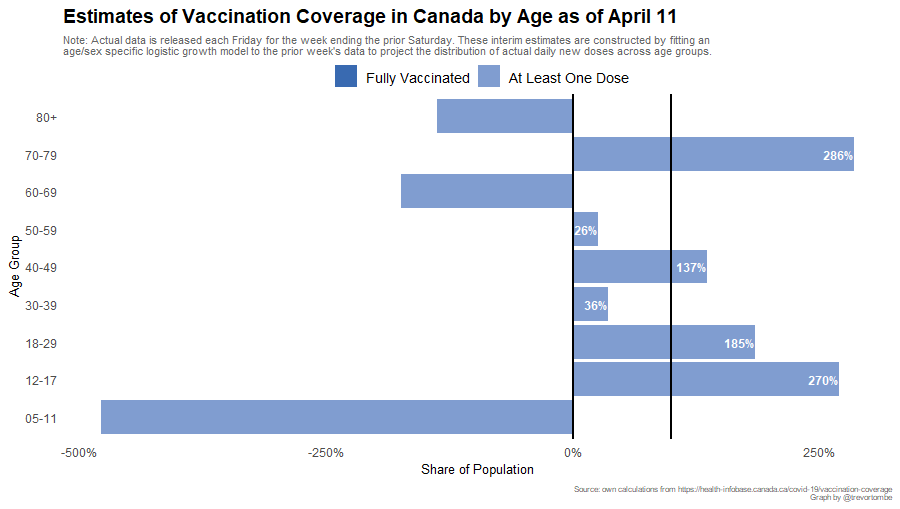 Estimates of Vaccination Coverage in Canada by Age as of April 11
Note: Actual data is released each Friday for the week ending the prior Saturday. These interim estimates are constructed by fitting an
age/sex specific logistic growth model to the prior week's data to project the distribution of actual daily new doses across age groups.
Fully Vaccinated At Least One Dose
Age Group
80+
70-79 286%
60-69
50-59 26%
40-49 137%
30-39 36%
18-29 185%
12-17 270%
05-11
-500% -250% 0% 250%
Share of Population
Source: own calculations from https://health-infobase.canada.ca/covid-19/vaccination-coverage
Graph by @trevortombe